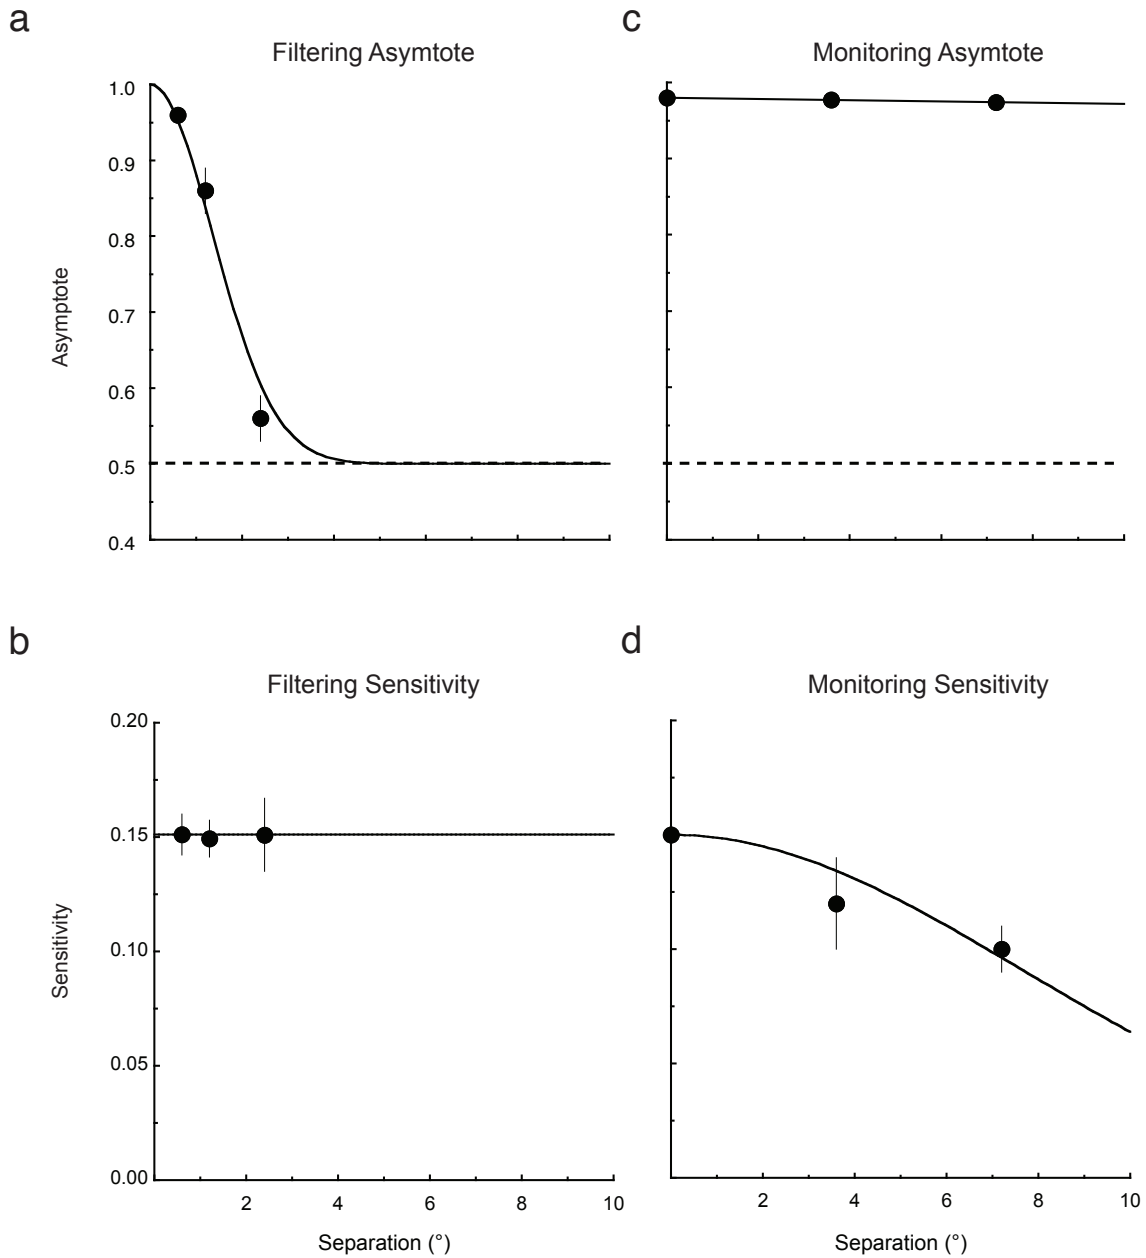 a
Filtering Asymtote
1.0
0.9
0.8
0.7
0.6
0.5
0.4
Asymptote
c
Monitoring Asymtote
b
Filtering Sensitivity
0.20
0.15
0.10
0.05
0.00
Sensitivity
2 4 6 8 10
Separation (°)
d
Monitoring Sensitivity
2 4 6 8 10
Separation (°)